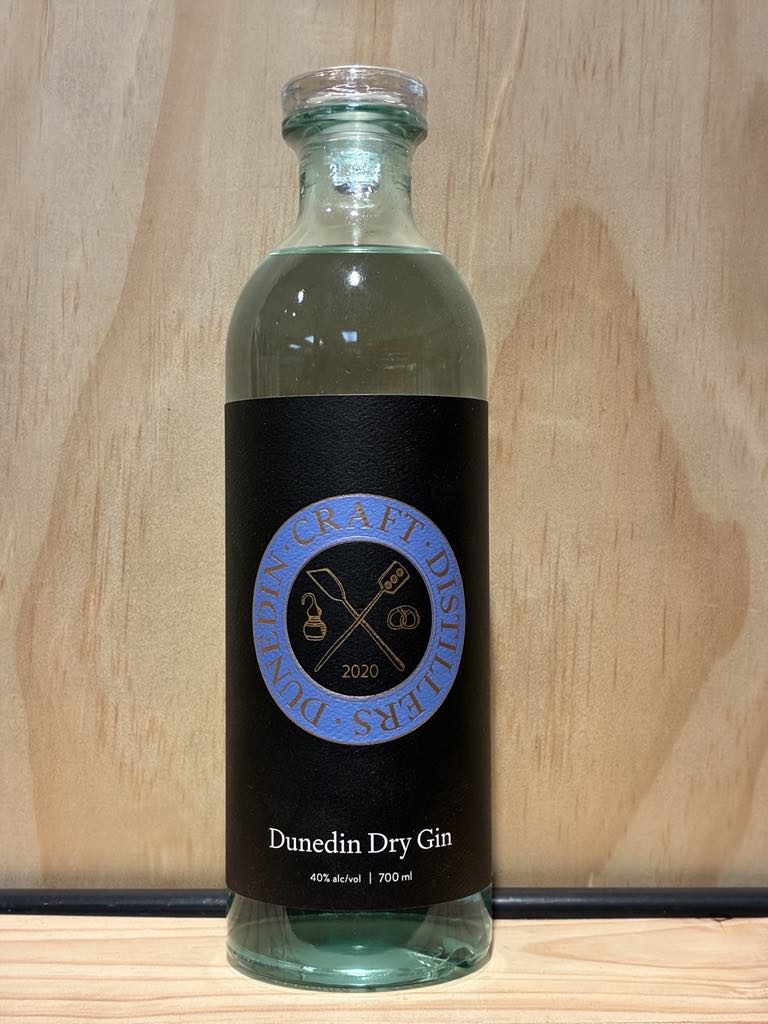 DUNEDIN · CRAFT · DISTILLERS ·
2020
Dunedin Dry Gin
40% alc/vol | 700 ml